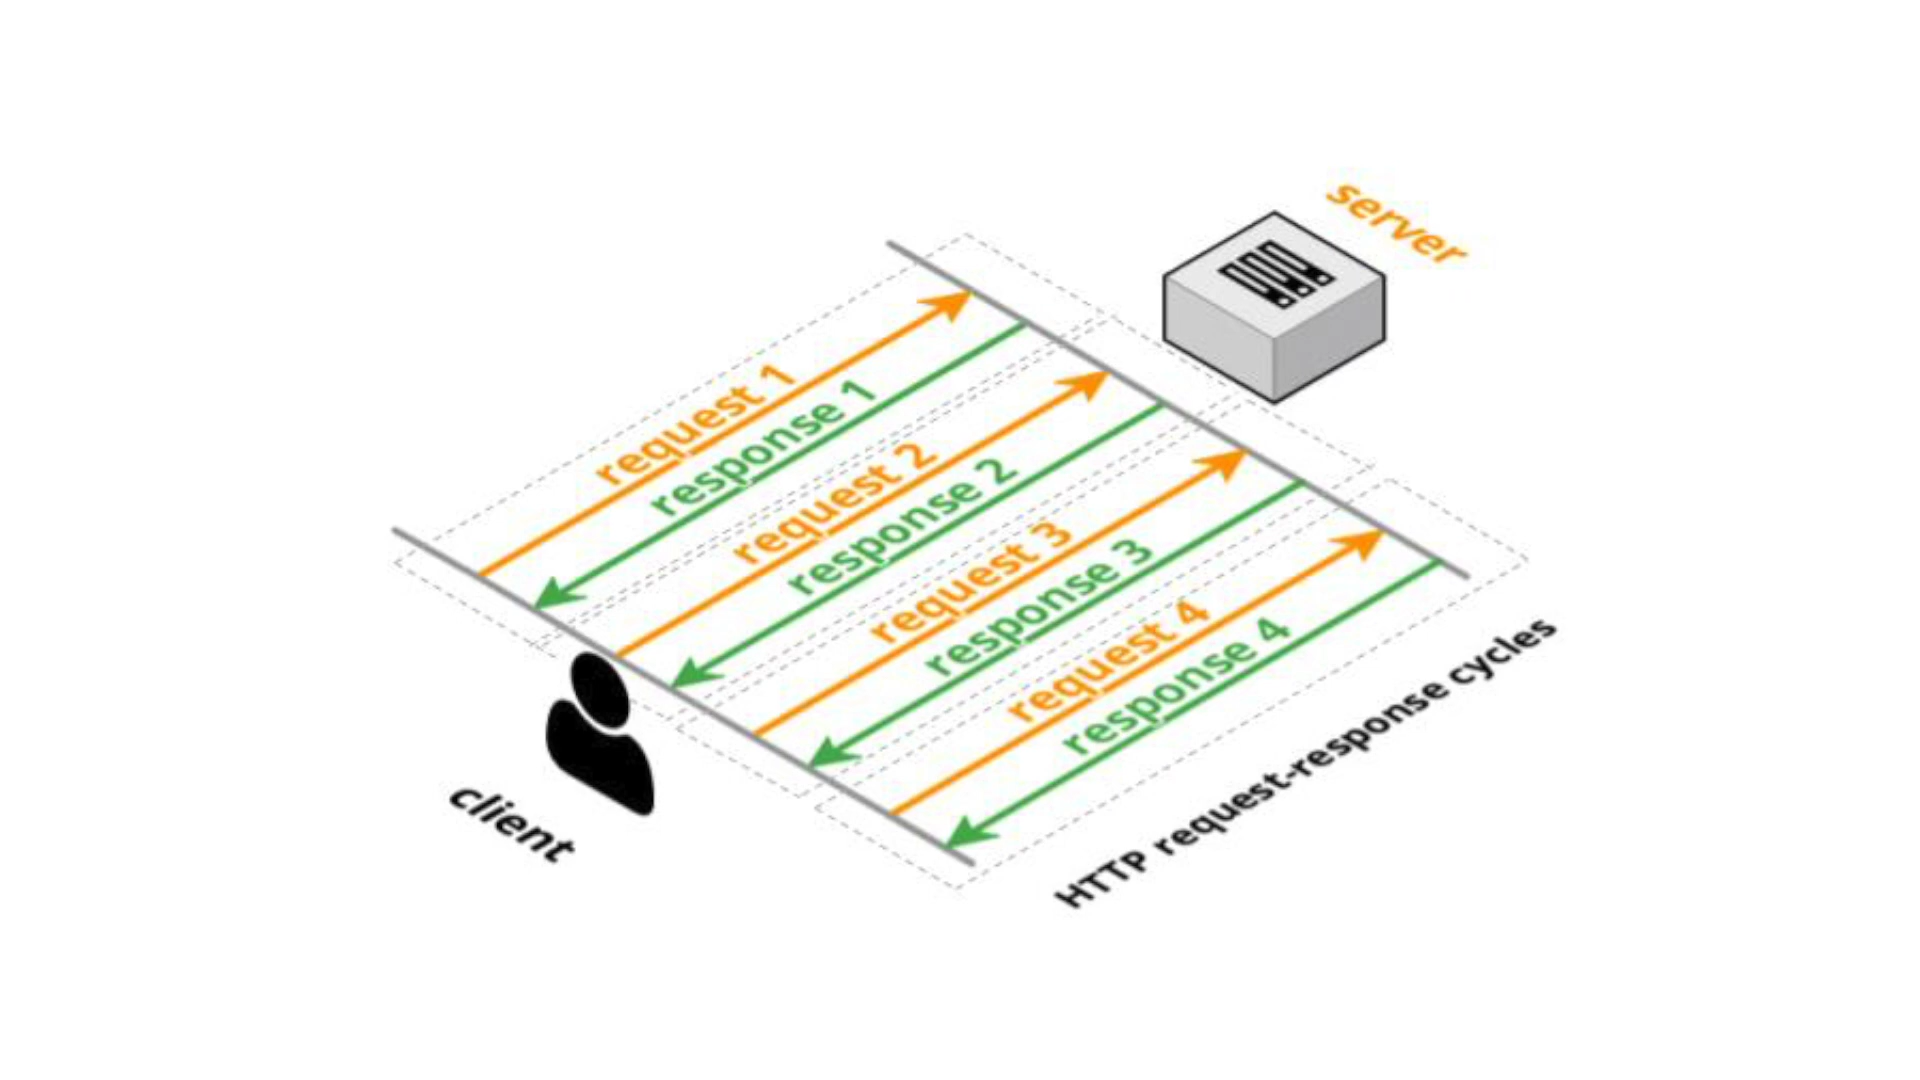 server
request 1
response 1
request 2
response 2
request 3
response 3
request 4
response 4
client
HTTP request-response cycles